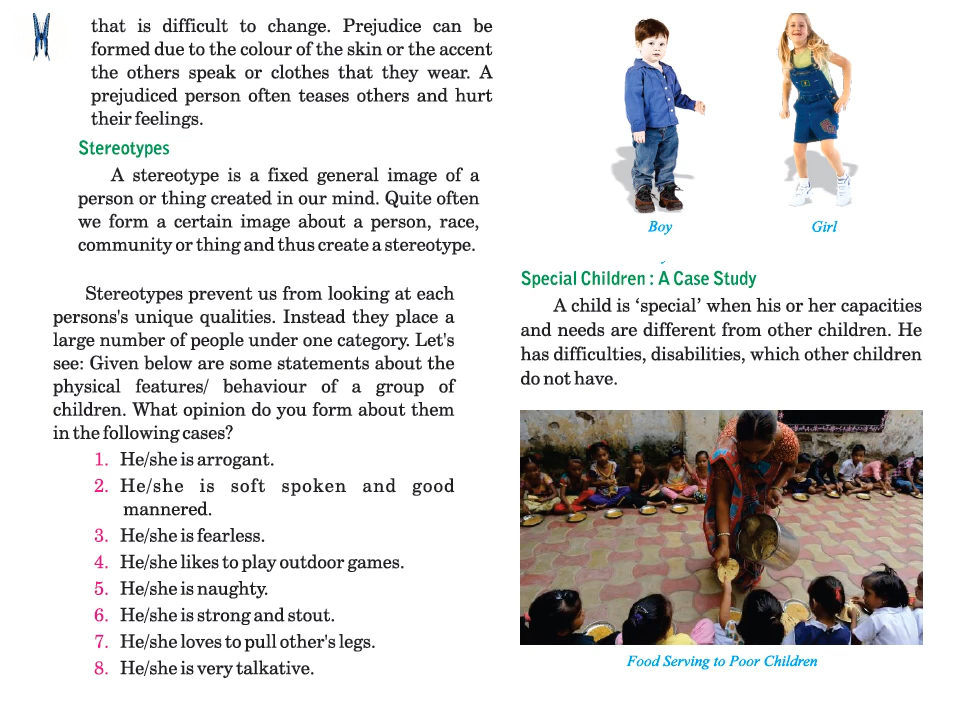 that is difficult to change. Prejudice can be
formed due to the colour of the skin or the accent
the others speak or clothes that they wear. A
prejudiced person often teases others and hurt
their feelings.
Stereotypes
A stereotype is a fixed general image of a
person or thing created in our mind. Quite often
we form a certain image about a person, race,
community or thing and thus create a stereotype.
Stereotypes prevent us from looking at each
persons's unique qualities. Instead they place a
large number of people under one category. Let's
see: Given below are some statements about the
physical features/ behaviour of a group of
children. What opinion do you form about them
in the following cases?
1. He/she is arrogant.
2. He/she is soft spoken and good
mannered.
3. He/she is fearless.
4. He/she likes to play outdoor games.
5. He/she is naughty.
6. He/she is strong and stout.
7. He/she loves to pull other's legs.
8. He/she is very talkative.
Boy
Girl
Special Children : A Case Study
A child is ‘special’ when his or her capacities
and needs are different from other children. He
has difficulties, disabilities, which other children
do not have.
Food Serving to Poor Children